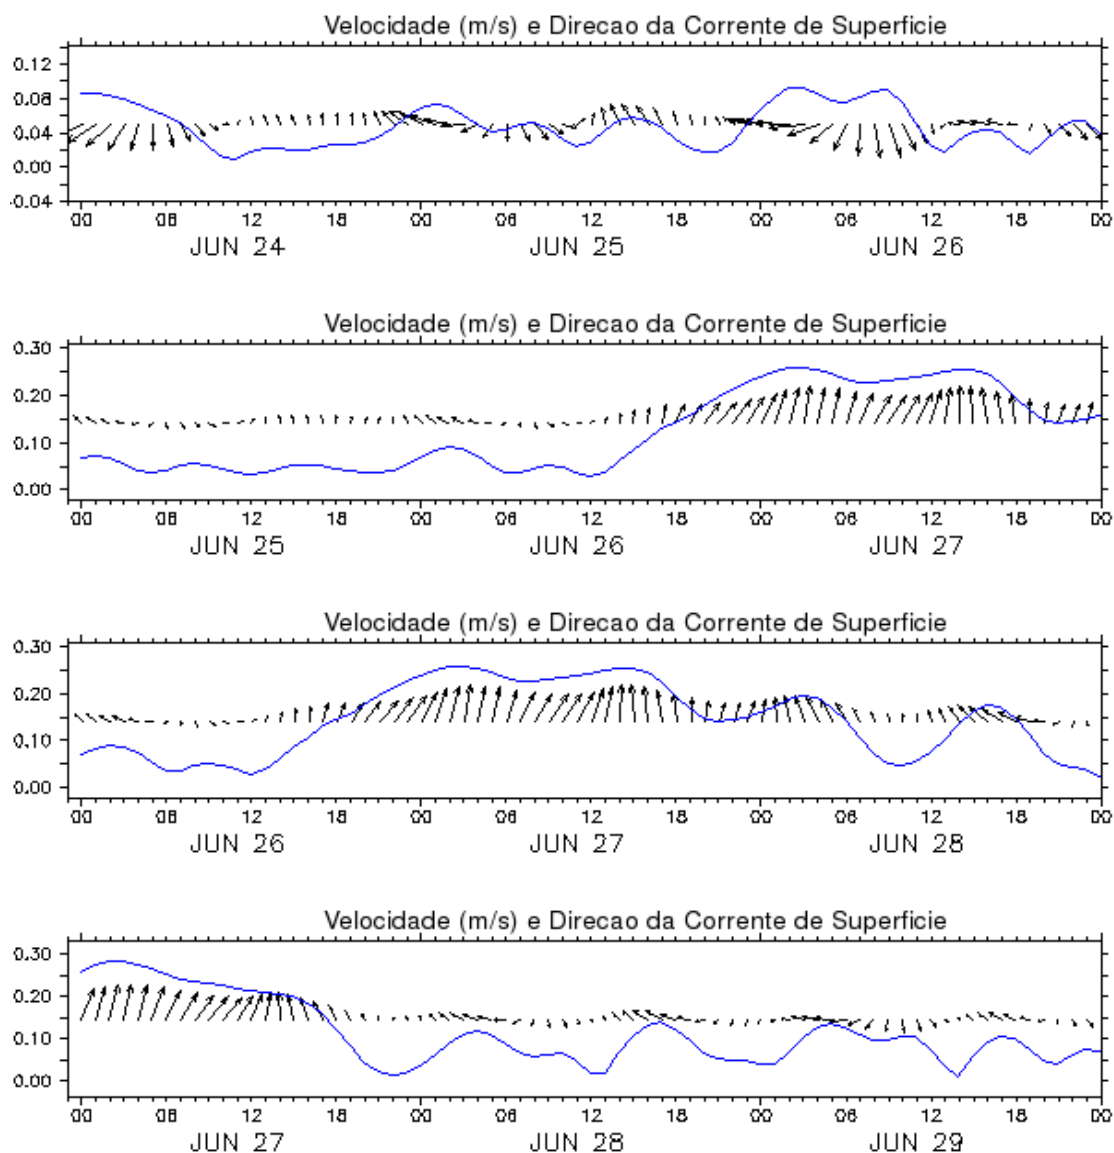 Velocidade (m/s) e Direcao da Corrente de Superficie
0.12
0.08
0.04
0.00
-0.04
00 06 12 18 00 06 12 18 00 06 12 18 00
JUN 24 JUN 25 JUN 26
Velocidade (m/s) e Direcao da Corrente de Superficie
0.30
0.20
0.10
0.00
00 06 12 18 00 06 12 18 00 06 12 18 00
JUN 25 JUN 26 JUN 27
Velocidade (m/s) e Direcao da Corrente de Superficie
0.30
0.20
0.10
0.00
00 06 12 18 00 06 12 18 00 06 12 18 00
JUN 26 JUN 27 JUN 28
Velocidade (m/s) e Direcao da Corrente de Superficie
0.30
0.20
0.10
0.00
00 06 12 18 00 06 12 18 00 06 12 18 00
JUN 27 JUN 28 JUN 29